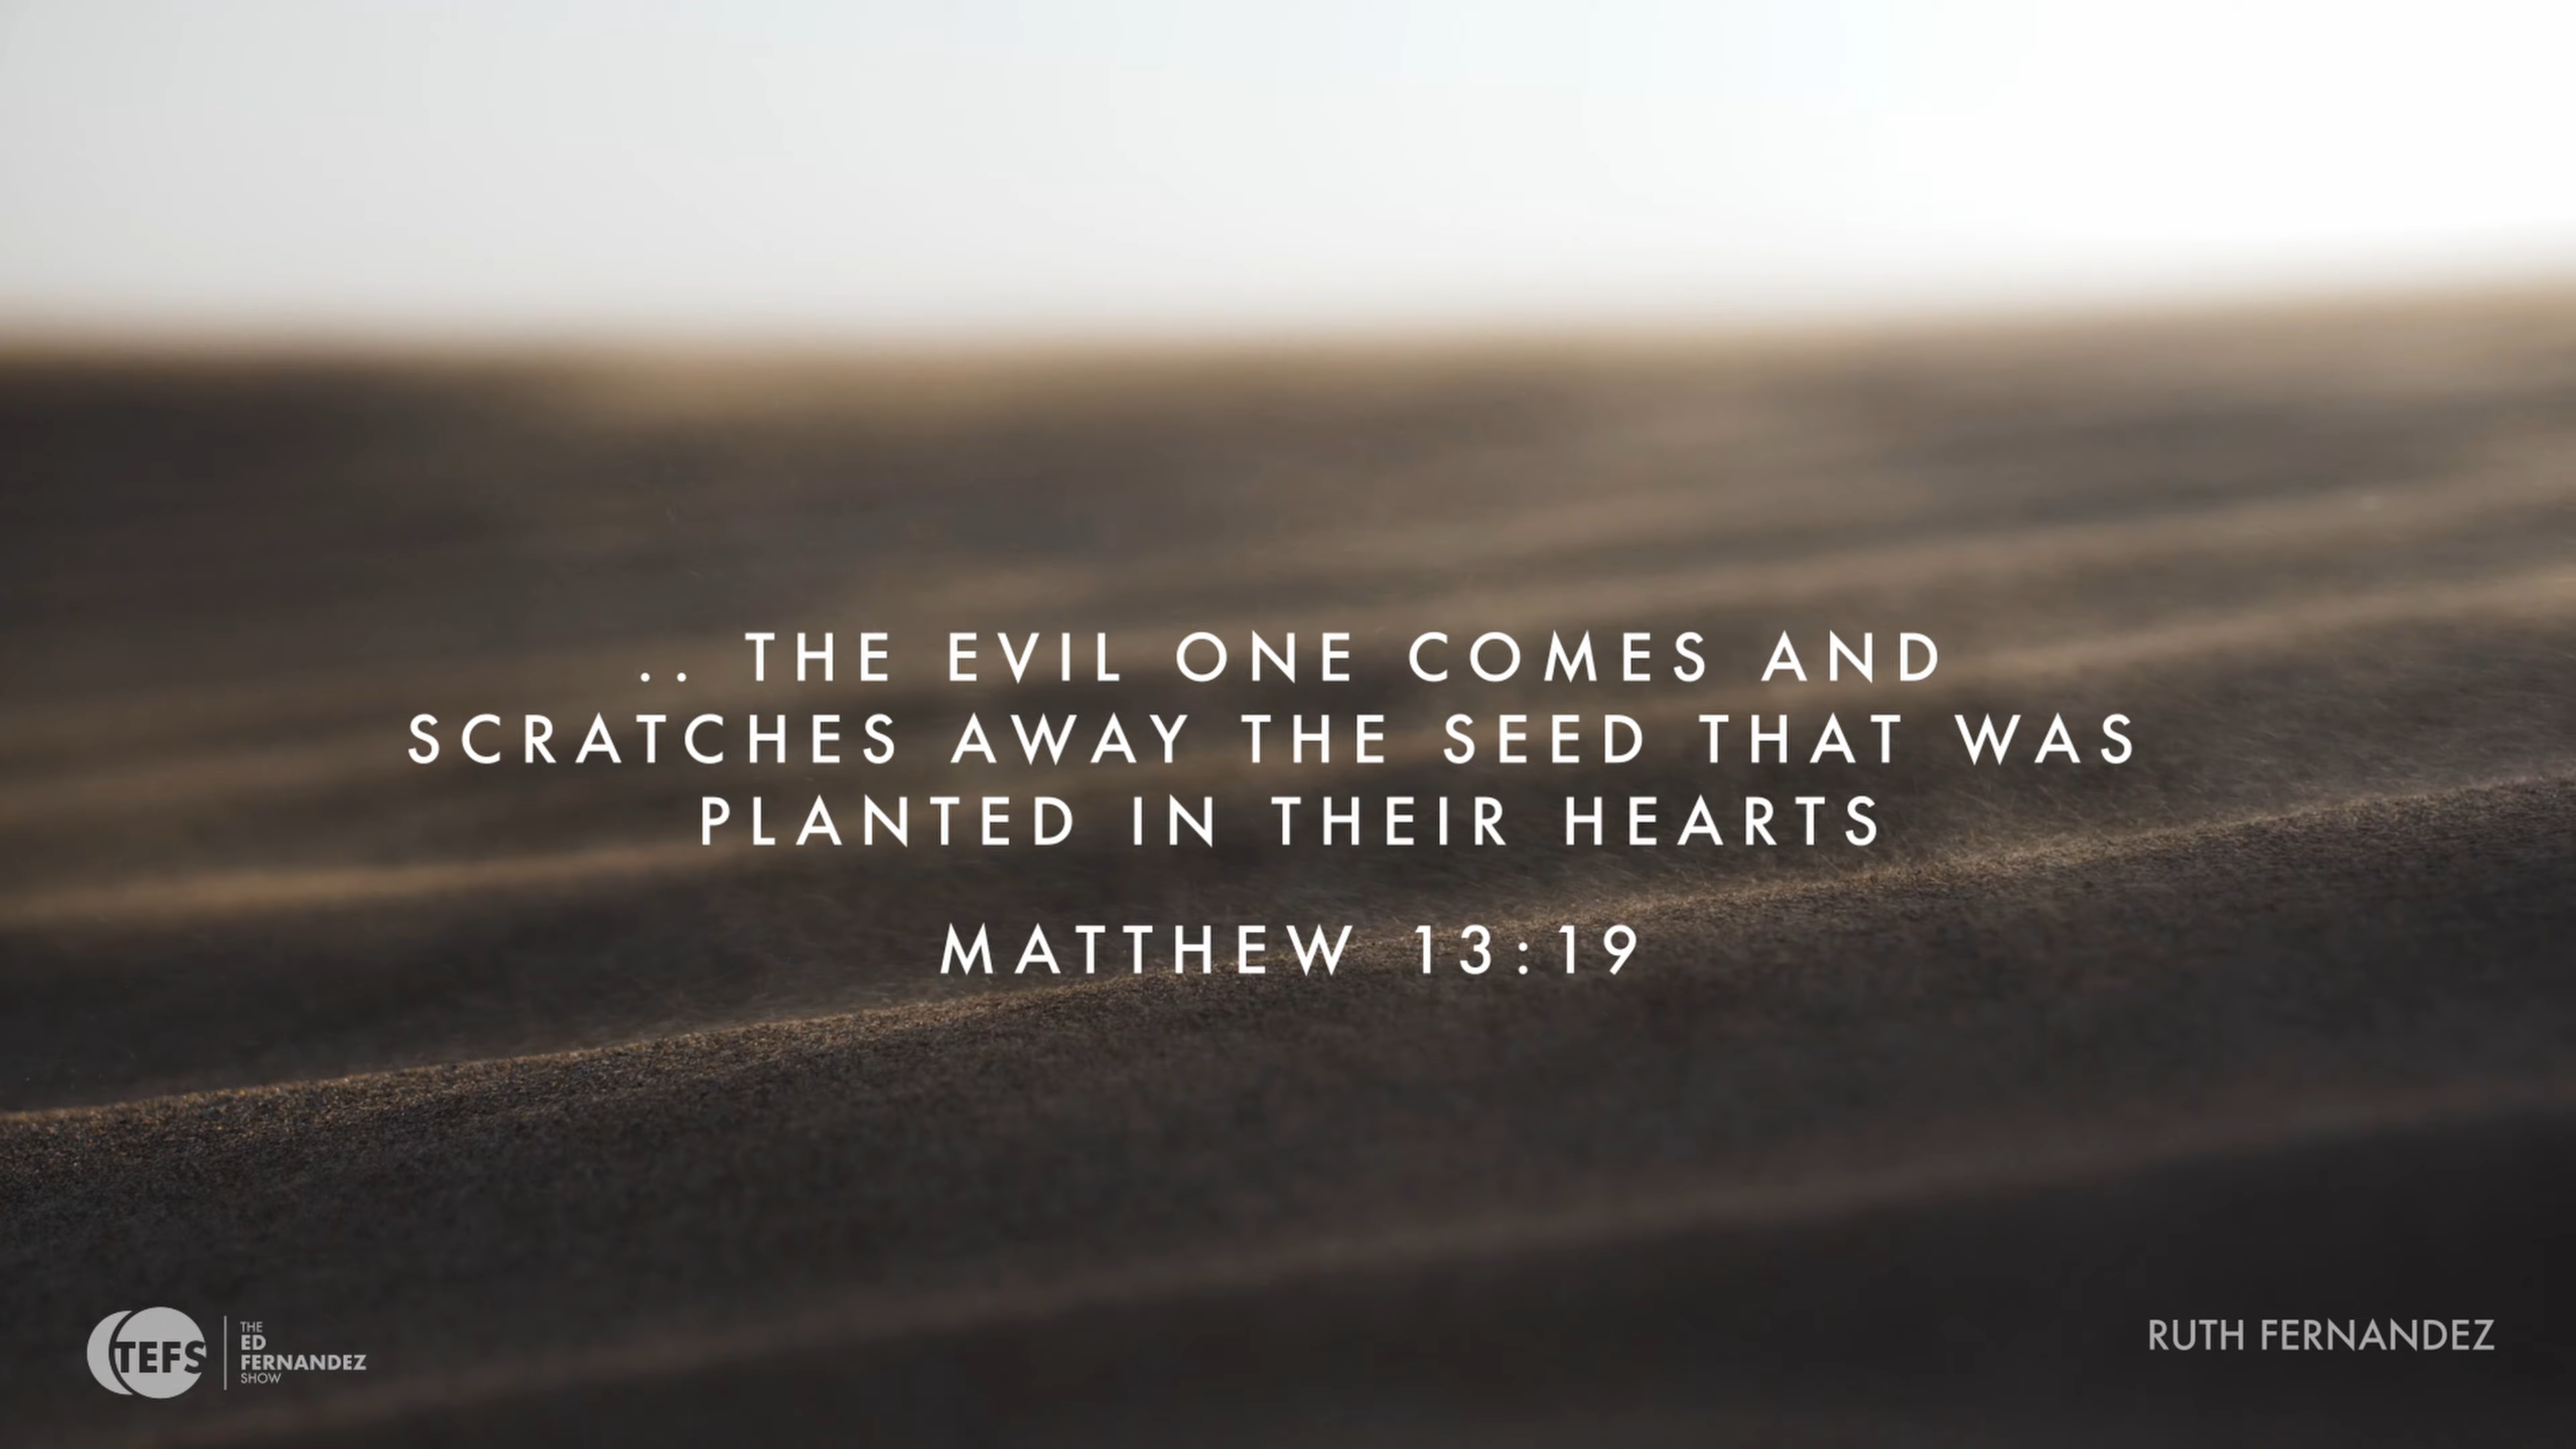 .. THE EVIL ONE COMES AND
SCRATCHES AWAY THE SEED THAT WAS
PLANTED IN THEIR HEARTS
MATTHEW 13:19
TEFS
THE
ED
FERNANDEZ
SHOW
RUTH FERNANDEZ